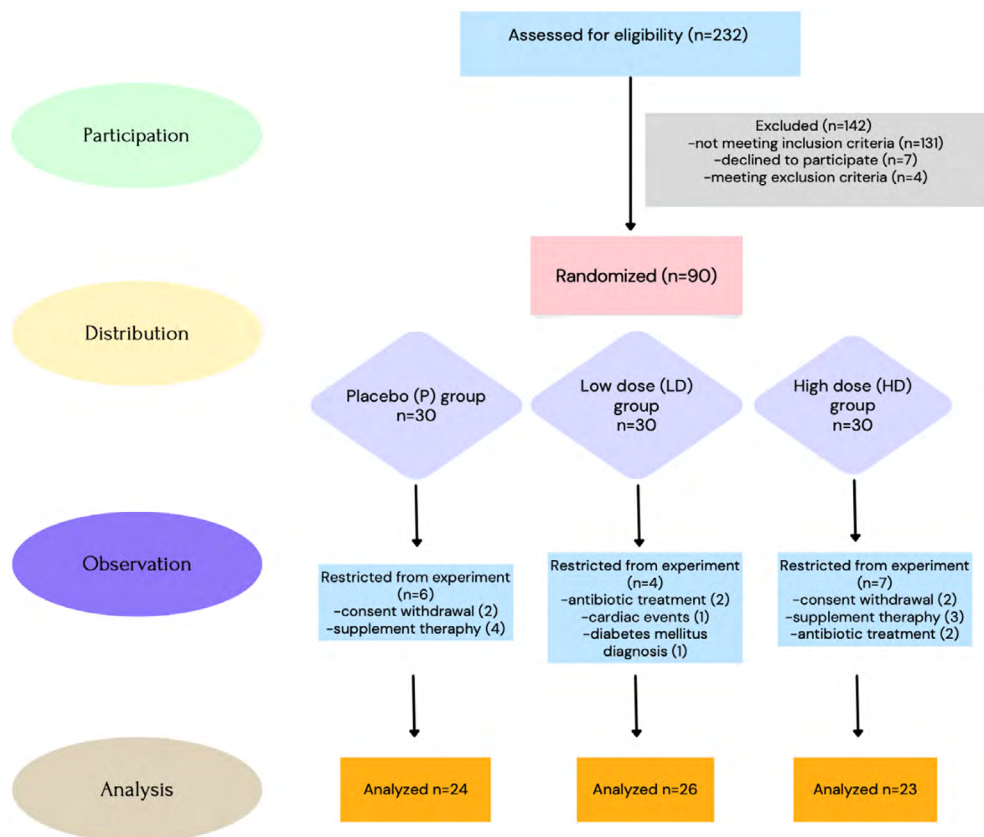 Assessed for eligibility (n=232)
Participation
Excluded (n=142)
-not meeting inclusion criteria (n=131)
-declined to participate (n=7)
-meeting exclusion criteria (n=4)
Randomized (n=90)
Distribution
Placebo (P) group
n=30
Low dose (LD)
group
n=30
High dose (HD)
group
n=30
Observation
Restricted from experiment
(n=6)
-consent withdrawal (2)
-supplement theraphy (4)
Restricted from experiment
(n=4)
-antibiotic treatment (2)
-cardiac events (1)
-diabetes mellitus
diagnosis (1)
Restricted from experiment
(n=7)
-consent withdrawal (2)
-supplement theraphy (3)
-antibiotic treatment (2)
Analysis
Analyzed n=24
Analyzed n=26
Analyzed n=23